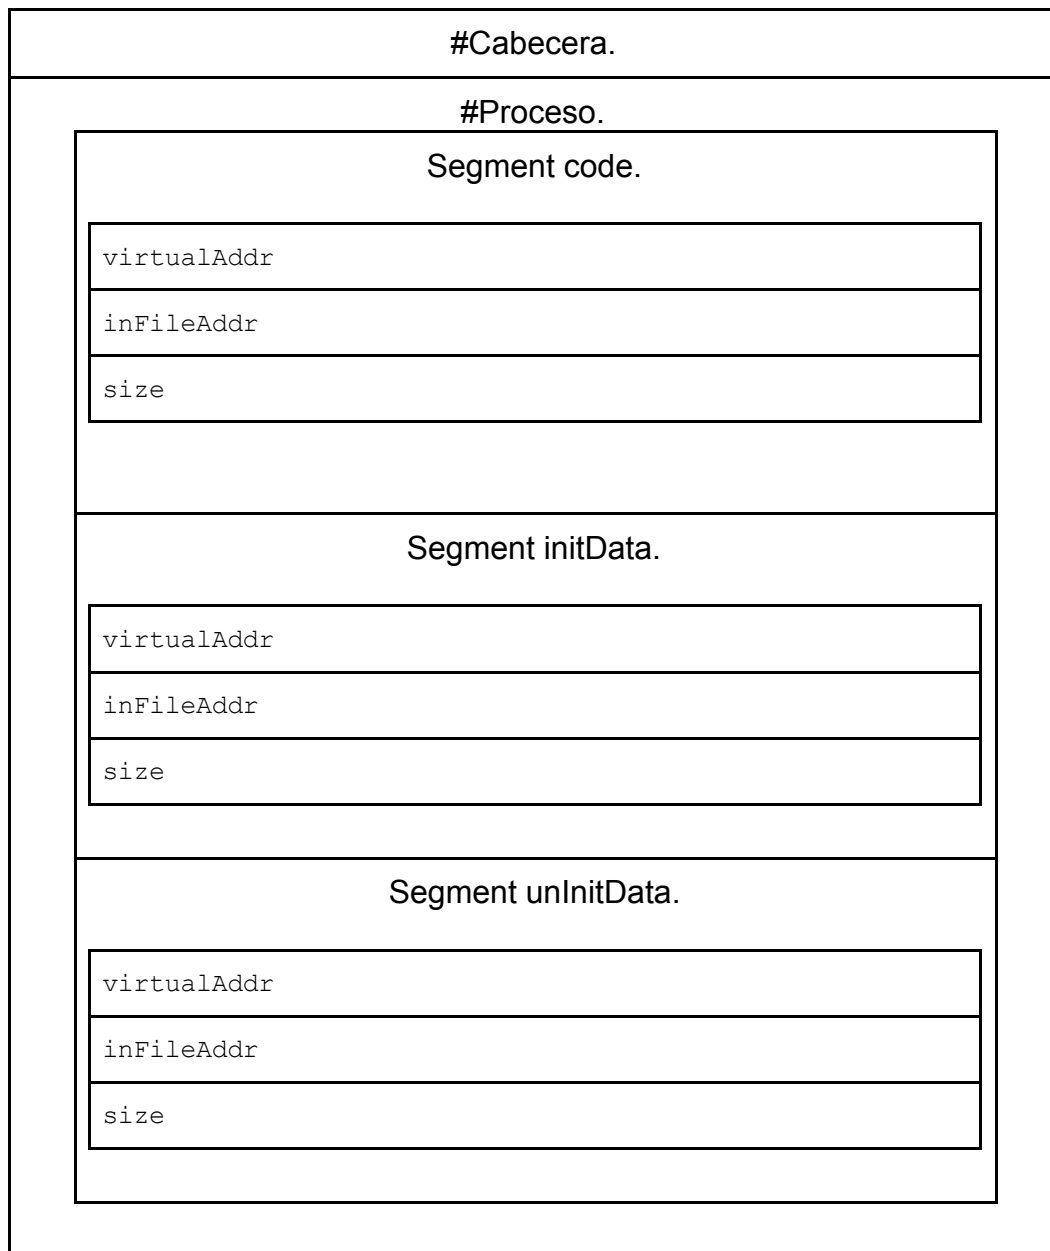 #Cabecera.
#Proceso.
Segment code.
virtualAddr
inFileAddr
size
Segment initData.
virtualAddr
inFileAddr
size
Segment unInitData.
virtualAddr
inFileAddr
size